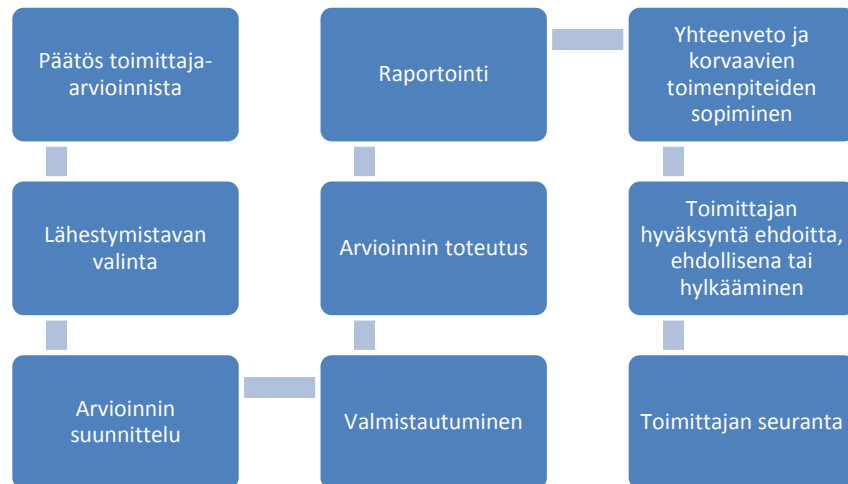 Päätös toimittaja-
arvioinnista
Lähestymistavan
valinta
Arvioinnin
suunnittelu
Valmistautuminen
Arvioinnin toteutus
Raportointi
Yhteenveto ja
korvaavien
toimenpiteiden
sopiminen
Toimittajan
hyväksyntä ehdoitta,
ehdollisena tai
hylkääminen
Toimittajan seuranta